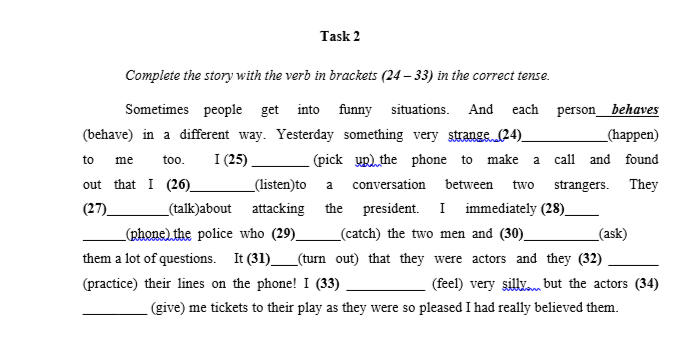 Task 2
Complete the story with the verb in brackets (24 – 33) in the correct tense.
Sometimes people get into funny situations. And each person__behaves
(behave) in a different way. Yesterday something very strange (24)____________(happen)
to me too. I (25) ________ (pick up) the phone to make a call and found
out that I (26)_________(listen)to a conversation between two strangers. They
(27)_________(talk)about attacking the president. I immediately (28)_____
______(phone) the police who (29)______(catch) the two men and (30)__________(ask)
them a lot of questions. It (31)____(turn out) that they were actors and they (32) _______
(practice) their lines on the phone! I (33) ___________ (feel) very silly, but the actors (34)
_________ (give) me tickets to their play as they were so pleased I had really believed them.